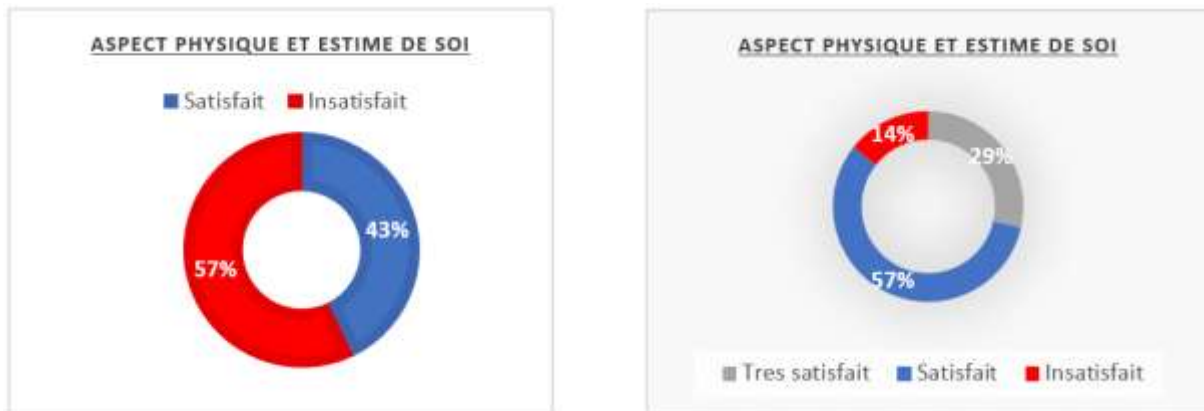 ASPECT PHYSIQUE ET ESTIME DE SOI
Satisfait Insatisfait
43%
57%
ASPECT PHYSIQUE ET ESTIME DE SOI
14%
29%
57%
Tres satisfait Satisfait Insatisfait